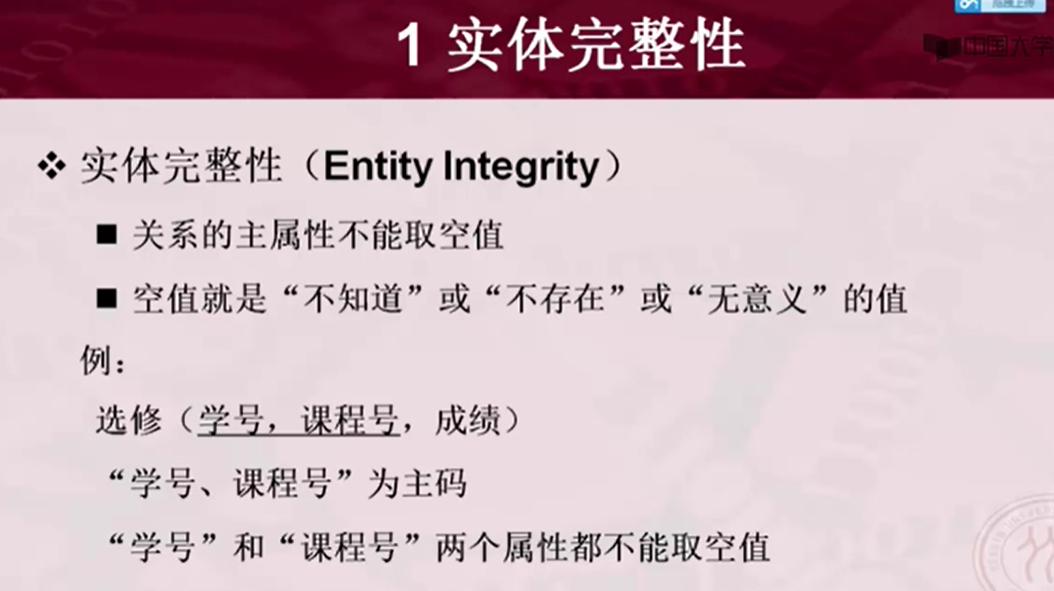 拖拽上传
中国大学
1 实体完整性
实体完整性（Entity Integrity）
关系的主属性不能取空值
空值就是“不知道”或“不存在”或“无意义”的值
例：
选修（学号，课程号，成绩）
“学号、课程号”为主码
“学号”和“课程号”两个属性都不能取空值